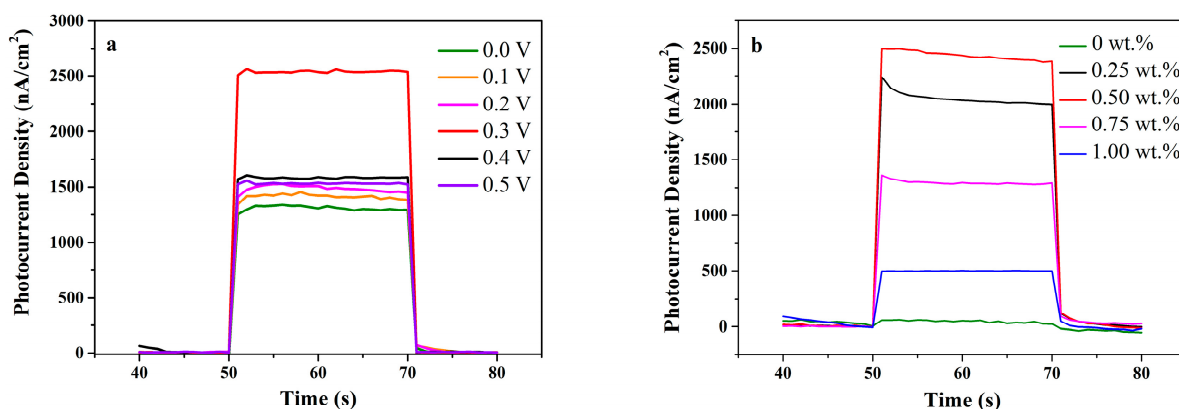 a
Photocurrent Density (nA/cm²)
3000
2500
2000
1500
1000
500
0
40
50
60
70
80
Time (s)
0.0 V
0.1 V
0.2 V
0.3 V
0.4 V
0.5 V
b
Photocurrent Density (nA/cm²)
2500
2000
1500
1000
500
0
40
50
60
70
80
Time (s)
0 wt.%
0.25 wt.%
0.50 wt.%
0.75 wt.%
1.00 wt.%